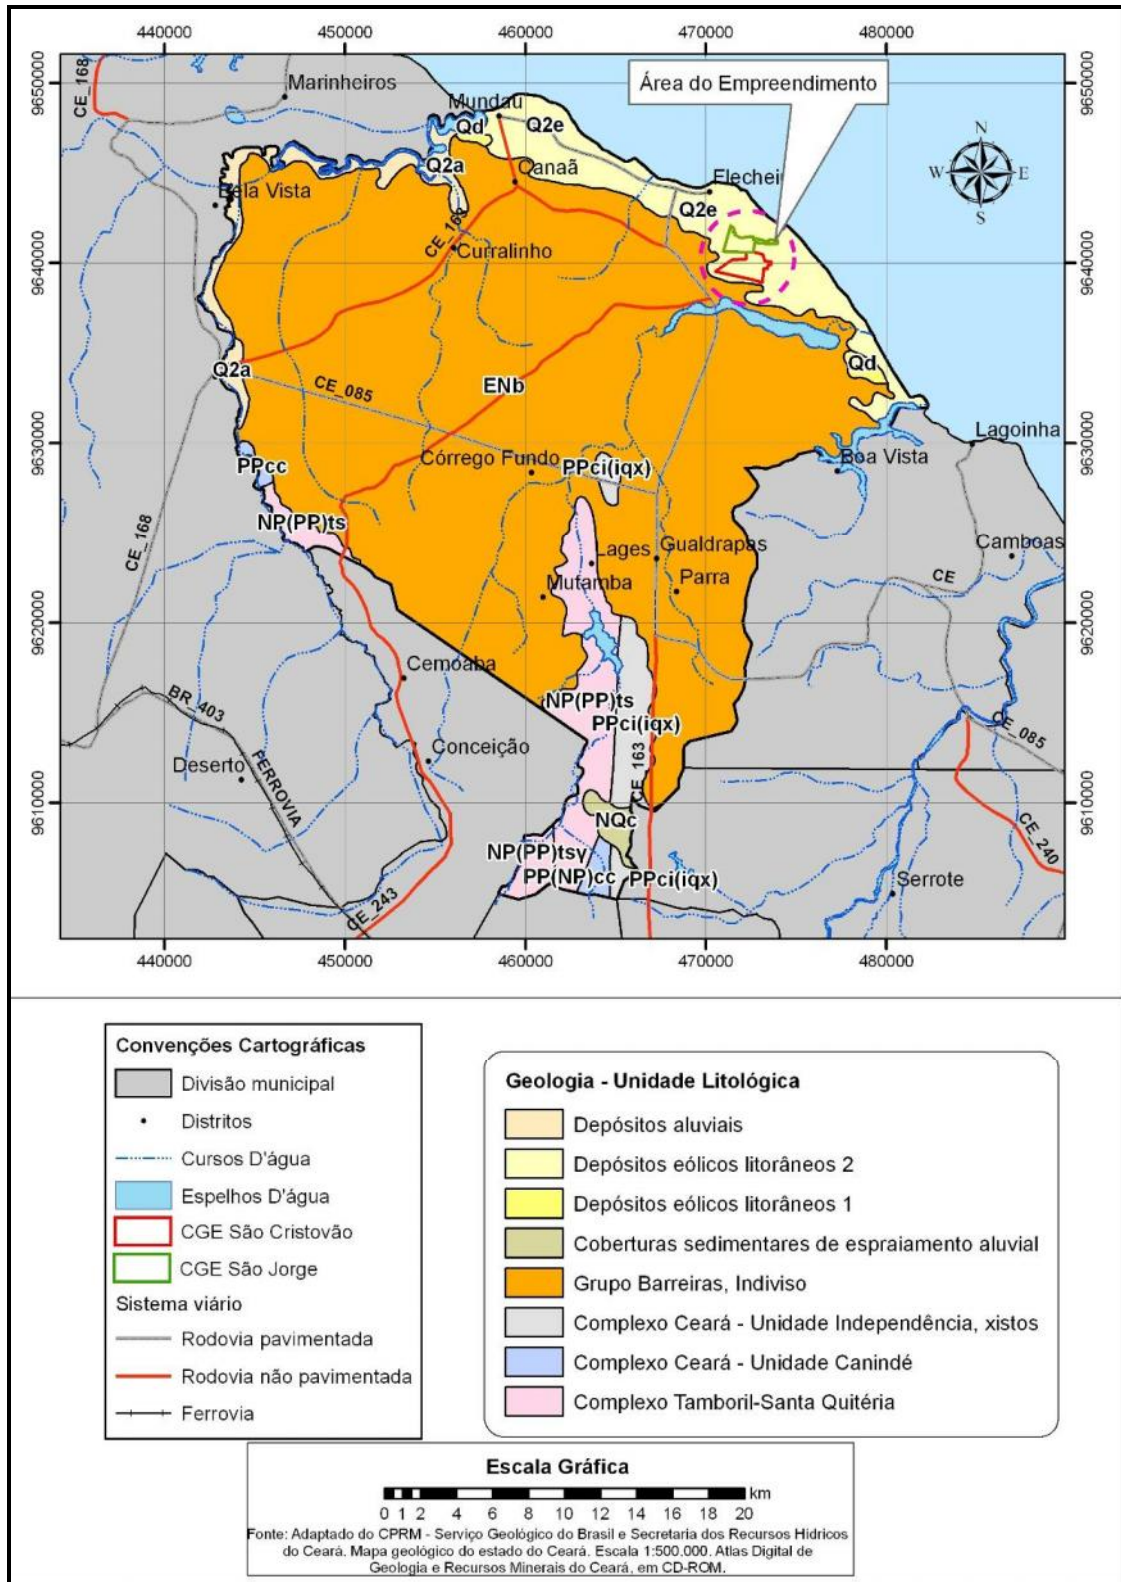 440000
450000
460000
470000
480000
9650000
9650000
CE_168
Marinheiros
Área do Empreendimento
Mundaú
Qd
Q2e
N
W
E
S
Q2a
Canaã
Flecheir
Bela Vista
Q2e
CE_168
Curralinho
9640000
9640000
Q2a
Qd
CE_085
ENb
9630000
9630000
Lagoinha
Córrego Fundo
PPci(iqx)
Boa Vista
PPcc
NP(PP)ts
CE_168
Lages
Gualdrapas
Camboas
Mutamba
Parra
CE
9620000
9620000
Cemoaba
NP(PP)ts
BR_403
PPci(iqx)
Conceição
CE_085
Deserto
FERROVIA
CE_163
9610000
9610000
NQc
CE_240
NP(PP)tsγ
PP(NP)cc
PPci(iqx)
Serrote
CE_243
440000
450000
460000
470000
480000
Convenções Cartográficas
Divisão municipal
Distritos
Cursos D'água
Espelhos D'água
CGE São Cristovão
CGE São Jorge
Sistema viário
Rodovia pavimentada
Rodovia não pavimentada
Ferrovia
Geologia - Unidade Litológica
Depósitos aluviais
Depósitos eólicos litorâneos 2
Depósitos eólicos litorâneos 1
Coberturas sedimentares de espraiamento aluvial
Grupo Barreiras, Indiviso
Complexo Ceará - Unidade Independência, xistos
Complexo Ceará - Unidade Canindé
Complexo Tamboril-Santa Quitéria
Escala Gráfica
km
0 1 2 4 6 8 10 12 14 16 18 20
Fonte: Adaptado do CPRM - Serviço Geológico do Brasil e Secretaria dos Recursos Hídricos
do Ceará. Mapa geológico do estado do Ceará. Escala 1:500.000. Atlas Digital de
Geologia e Recursos Minerais do Ceará, em CD-ROM.